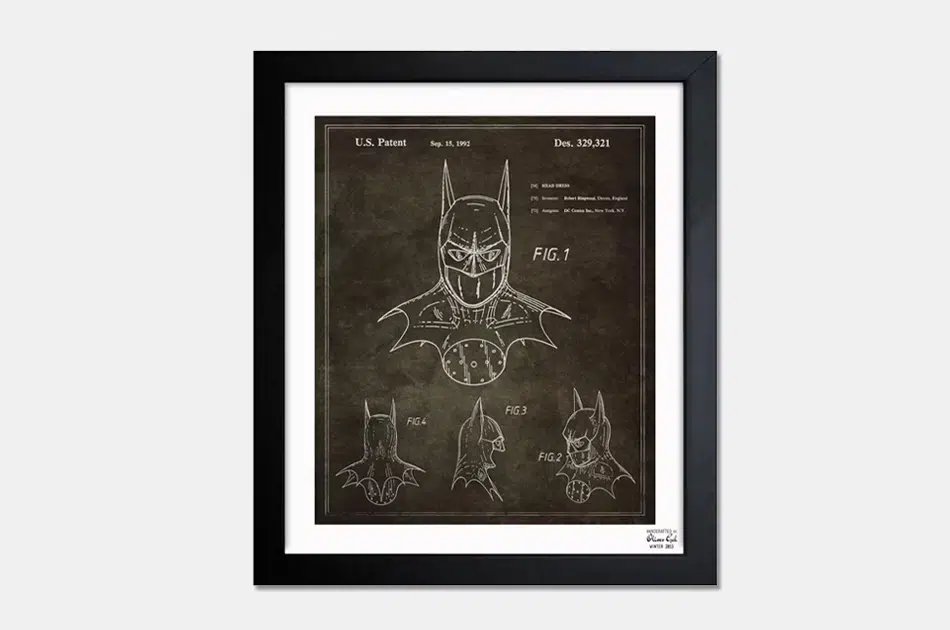 U.S. Patent Sep. 15, 1992 Des. 329,321
[54] HEAD DRESS
[75] Inventor: Robert Ringwood, Devon, England
[73] Assignee: DC Comics Inc., New York, N.Y.
FIG. 1
FIG. 4
FIG. 3
FIG. 2
HANDCRAFTED BY
Oliver Gal
WINTER 2013